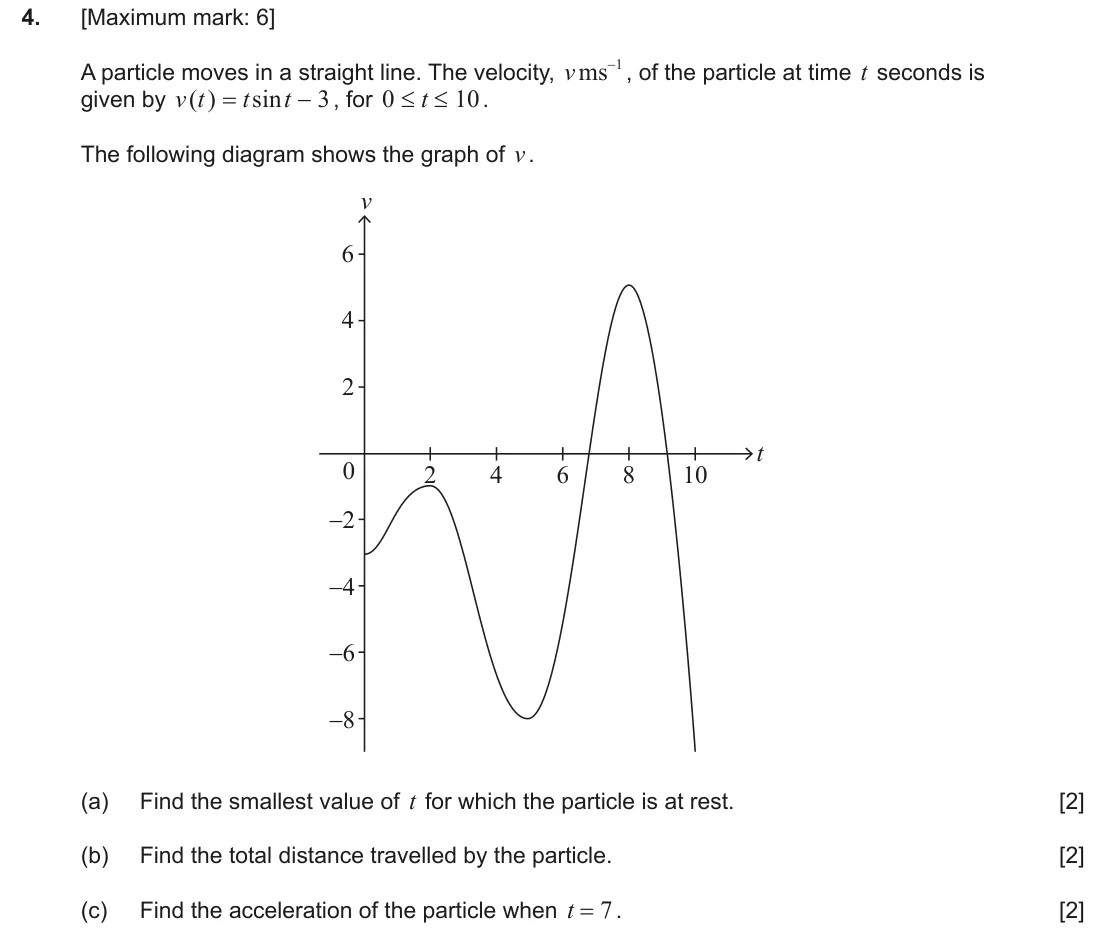 4. [Maximum mark: 6]
A particle moves in a straight line. The velocity, v ms⁻¹, of the particle at time t seconds is
given by v(t) = t sin t − 3, for 0 ≤ t ≤ 10.
The following diagram shows the graph of v.
v
6
4
2
0 2 4 6 8 10 t
−2
−4
−6
−8
(a) Find the smallest value of t for which the particle is at rest. [2]
(b) Find the total distance travelled by the particle. [2]
(c) Find the acceleration of the particle when t = 7. [2]